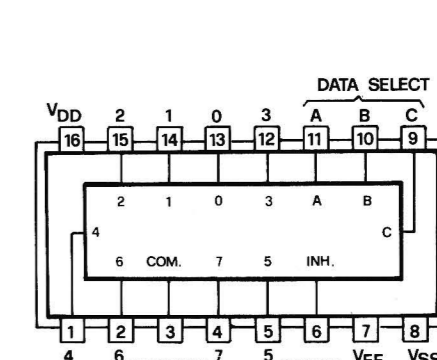 DATA SELECT
VDD 2 1 0 3 A B C
16 15 14 13 12 11 10 9
2 1 0 3 A B
4 C
6 COM. 7 5 INH.
1 2 3 4 5 6 7 8
4 6 7 5 VEE VSS